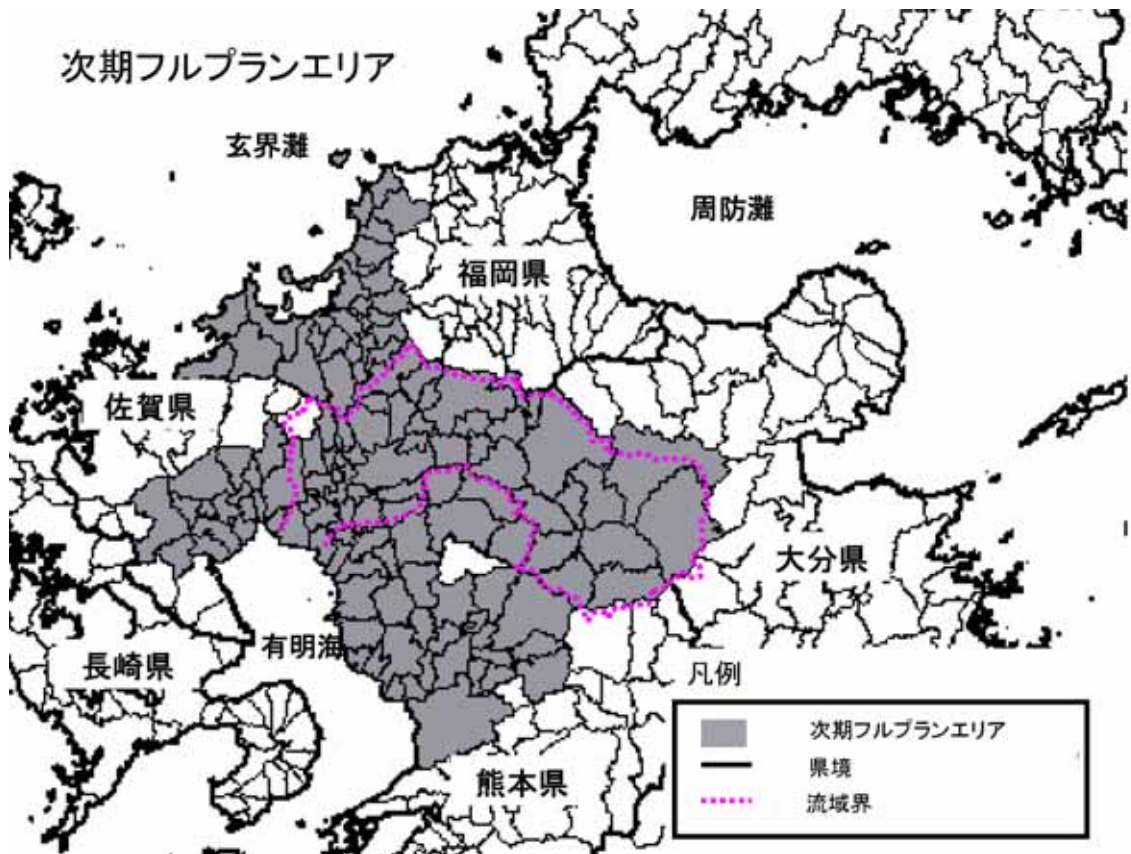 次期フルプランエリア
玄界灘
周防灘
福岡県
佐賀県
大分県
有明海
長崎県
凡例
次期フルプランエリア
県境
流域界
熊本県